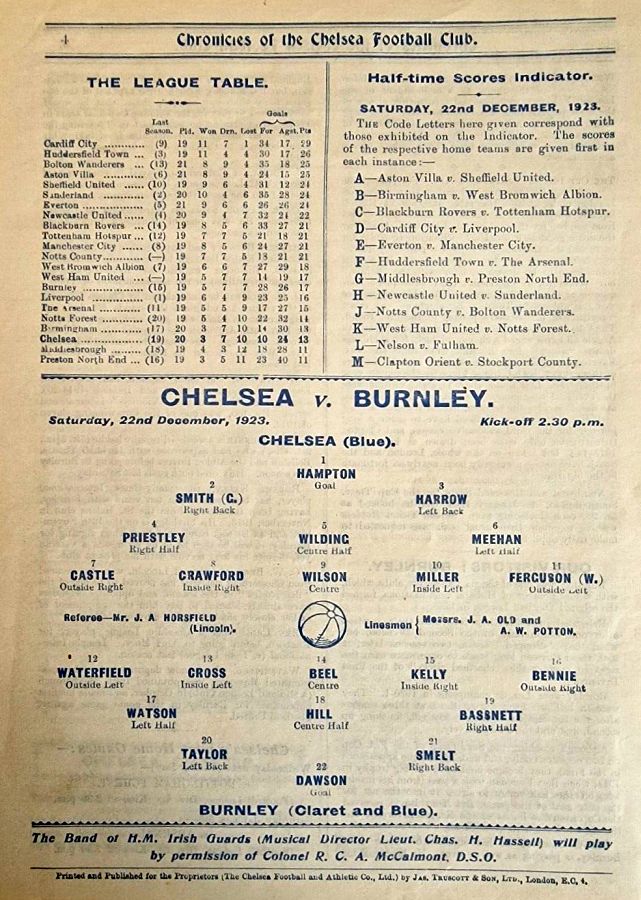 4
Chronicles of the Chelsea Football Club.
THE LEAGUE TABLE.
Goals
Last
Season. Pld. Won Drn. Lost For Agst. Pts
Cardiff City ............ (9) 19 11 7 1 34 17 29
Huddersfield Town ... (3) 19 11 4 4 30 17 26
Bolton Wanderers ... (13) 21 8 9 4 35 18 25
Aston Villa ............... (6) 21 8 9 4 24 15 25
Sheffield United ...... (10) 19 9 6 4 31 12 24
Sunderland ............... (2) 20 10 4 6 35 28 24
Everton .................. (5) 21 9 6 6 26 26 24
Newcastle United ...... (4) 20 9 4 7 32 24 22
Blackburn Rovers ... (14) 19 8 5 6 33 27 21
Tottenham Hotspur ... (12) 19 7 7 5 21 18 21
Manchester City ...... (8) 19 8 5 6 24 27 21
Notts County ............ (—) 19 7 7 5 18 21 21
West Bromwich Albion (7) 19 6 6 7 27 29 18
West Ham United ... (—) 19 5 7 7 14 19 17
Burnley .................. (15) 19 5 7 7 28 26 17
Liverpool ............... (1) 19 6 4 9 23 25 16
The Arsenal ............ (11 19 5 5 9 17 27 15
Notts Forest ............ (20) 19 5 4 10 22 32 14
Birmingham ............ (17) 20 3 7 10 14 30 13
Chelsea .................. (19) 20 3 7 10 10 24 13
Middlesbrough ......... (18) 19 4 3 12 18 28 11
Preston North End ... (16) 19 3 5 11 23 40 11
Half-time Scores Indicator.
SATURDAY, 22nd DECEMBER, 1923.
THE Code Letters here given correspond with
those exhibited on the Indicator. The scores
of the respective home teams are given first in
each instance:—
A—Aston Villa v. Sheffield United.
B—Birmingham v. West Bromwich Albion.
C—Blackburn Rovers v. Tottenham Hotspur.
D—Cardiff City v. Liverpool.
E—Everton v. Manchester City.
F—Huddersfield Town v. The Arsenal.
G—Middlesbrough v. Preston North End.
H—Newcastle United v. Sunderland.
J—Notts County v. Bolton Wanderers.
K—West Ham United v. Notts Forest.
L—Nelson v. Fulham.
M—Clapton Orient v. Stockport County.
CHELSEA v. BURNLEY.
Saturday, 22nd December, 1923. Kick-off 2.30 p.m.
CHELSEA (Blue).
1
HAMPTON
Goal
2 3
SMITH (G.) HARROW
Right Back Left Back
4 5 6
PRIESTLEY WILDING MEEHAN
Right Half Centre Half Left Half
7 8 9 10 11
CASTLE CRAWFORD WILSON MILLER FERGUSON (W.)
Outside Right Inside Right Centre Inside Left Outside Left
Referee—Mr. J. A. HORSFIELD
(Lincoln).
Linesmen { Messrs. J. A. OLD and
A. W. POTTON.
12 13 14 15 16
WATERFIELD CROSS BEEL KELLY BENNIE
Outside Left Inside Left Centre Inside Right Outside Right
17 18 19
WATSON HILL BASSNETT
Left Half Centre Half Right Half
20 21
TAYLOR SMELT
Left Back Right Back
22
DAWSON
Goal
BURNLEY (Claret and Blue).
The Band of H.M. Irish Guards (Musical Director Lieut. Chas. H. Hassell) will play
by permission of Colonel R. C. A. McCalmont, D.S.O.
Printed and Published for the Proprietors (The Chelsea Football and Athletic Co., Ltd.) by JAS. TRUSCOTT & SON, LTD., London, E.C. 4.